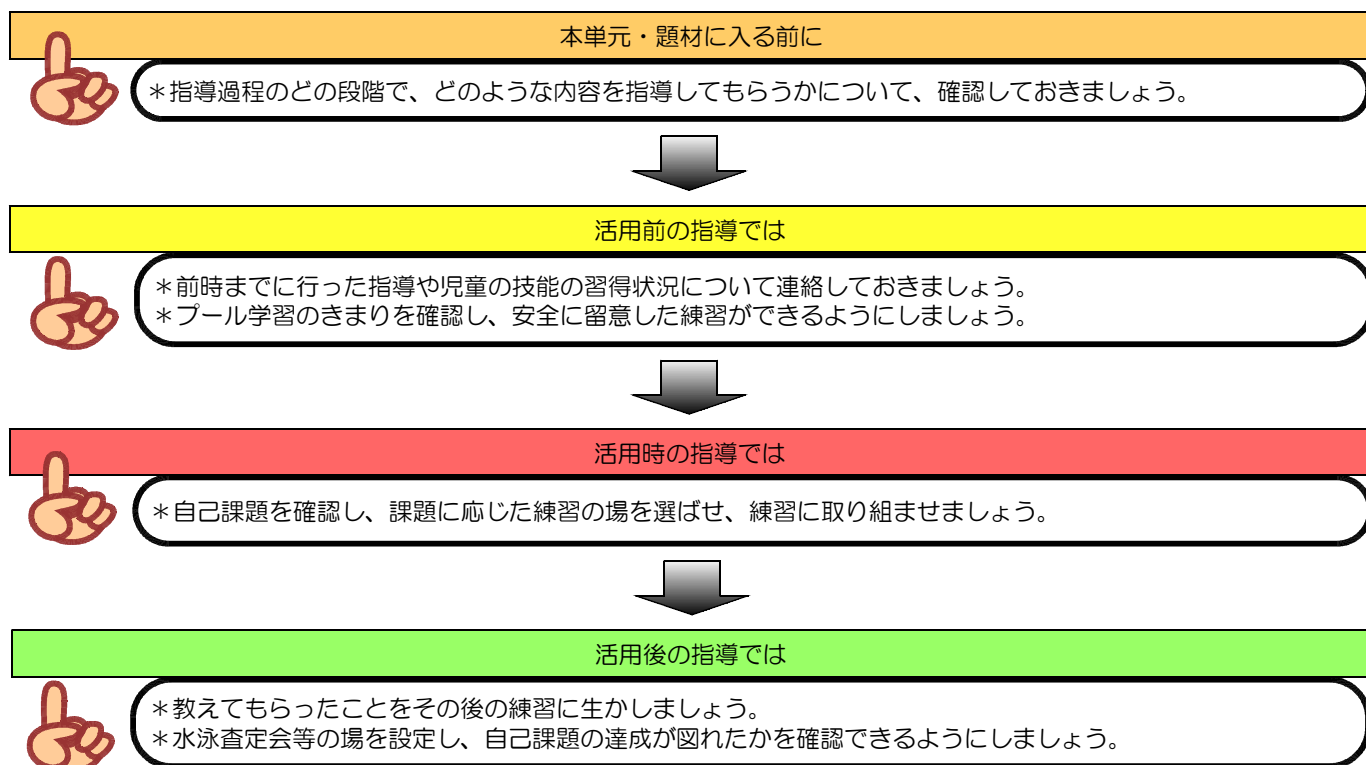 本単元・題材に入る前に
＊指導過程のどの段階で、どのような内容を指導してもらうかについて、確認しておきましょう。
活用前の指導では
＊前時までに行った指導や児童の技能の習得状況について連絡しておきましょう。
＊プール学習のきまりを確認し、安全に留意した練習ができるようにしましょう。
活用時の指導では
＊自己課題を確認し、課題に応じた練習の場を選ばせ、練習に取り組ませましょう。
活用後の指導では
＊教えてもらったことをその後の練習に生かしましょう。
＊水泳査定会等の場を設定し、自己課題の達成が図れたかを確認できるようにしましょう。